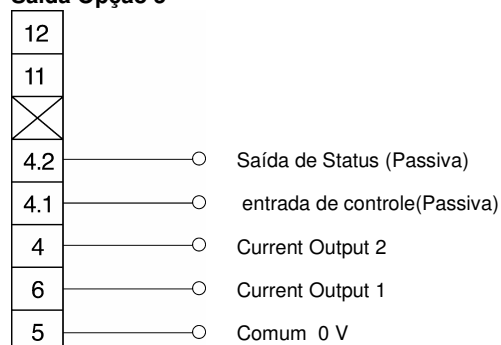 Saída Opção 3
12
11
4.2 Saída de Status (Passiva)
4.1 entrada de controle(Passiva)
4 Current Output 2
6 Current Output 1
5 Comum 0 V